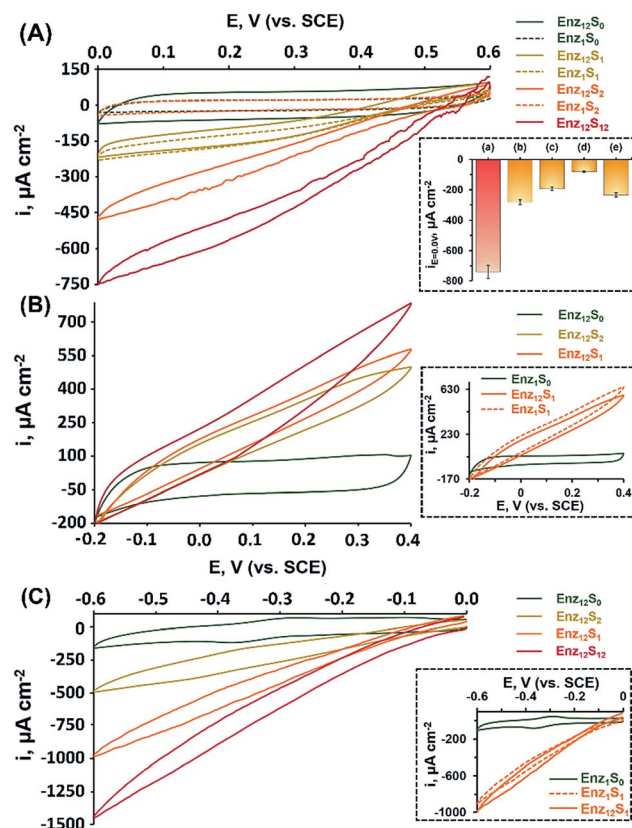 (A)
E, V (vs. SCE)
0.0 0.1 0.2 0.3 0.4 0.5 0.6
150
0
-150
-300
-450
-600
-750
i, µA cm⁻²
Enz₁₂S₀
Enz₁S₀
Enz₁₂S₁
Enz₁S₁
Enz₁₂S₂
Enz₁S₂
Enz₁₂S₁₂
(a) (b) (c) (d) (e)
0
-200
-400
-600
-800
i_E=0.0V, µA cm⁻²
(B)
700
550
400
250
100
-50
-200
i, µA cm⁻²
-0.2 -0.1 0.0 0.1 0.2 0.3 0.4
E, V (vs. SCE)
Enz₁₂S₀
Enz₁₂S₂
Enz₁₂S₁
Enz₁S₀
Enz₁₂S₁
Enz₁S₁
630
430
230
30
-170
i, µA cm⁻²
-0.2 0 0.2 0.4
E, V (vs. SCE)
(C)
E, V (vs. SCE)
-0.6 -0.5 -0.4 -0.3 -0.2 -0.1 0.0
0
-250
-500
-750
-1000
-1250
-1500
i, µA cm⁻²
Enz₁₂S₀
Enz₁₂S₂
Enz₁₂S₁
Enz₁₂S₁₂
E, V (vs. SCE)
-0.6 -0.4 -0.2 0
-200
-600
-1000
i, µA cm⁻²
Enz₁S₀
Enz₁S₁
Enz₁₂S₁